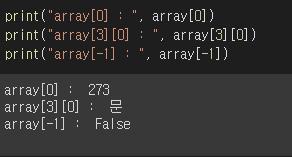 print("array[0] : ", array[0])
print("array[3][0] : ", array[3][0])
print("array[-1] : ", array[-1])
array[0] :  273
array[3][0] :  문
array[-1] :  False